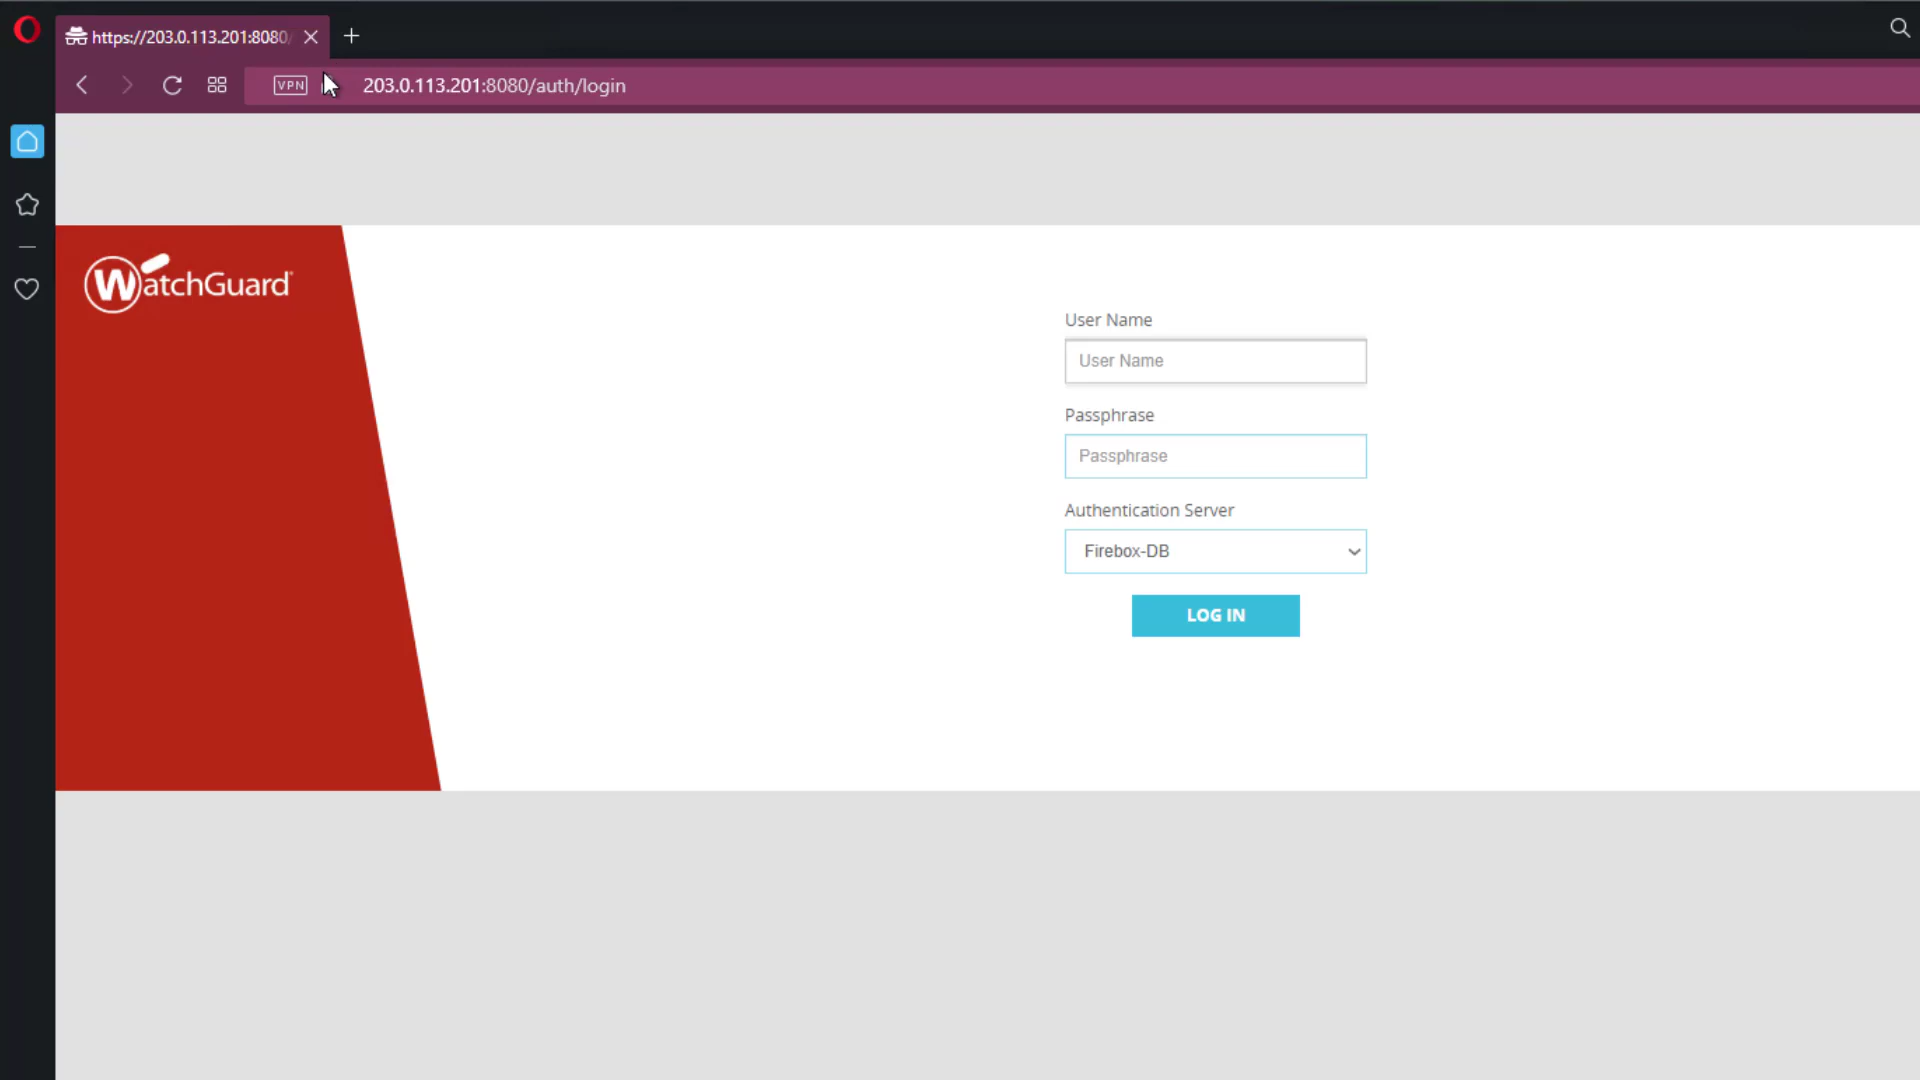 https://203.0.113.201:8080/
VPN
203.0.113.201:8080/auth/login
WatchGuard
User Name
User Name
Passphrase
Passphrase
Authentication Server
Firebox-DB
LOG IN